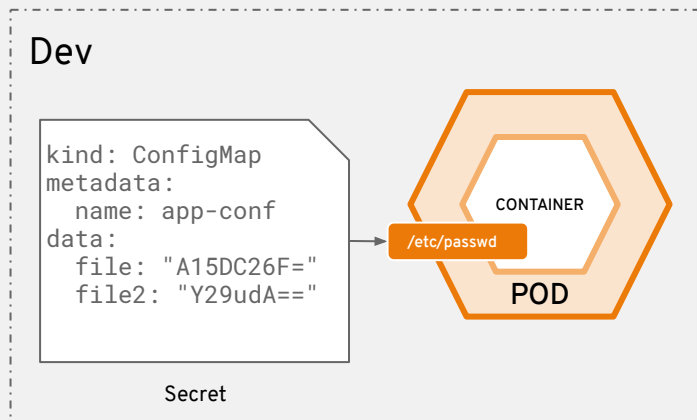 Dev
kind: ConfigMap
metadata:
  name: app-conf
data:
  file: "A15DC26F="
  file2: "Y29udA=="
Secret
CONTAINER
/etc/passwd
POD